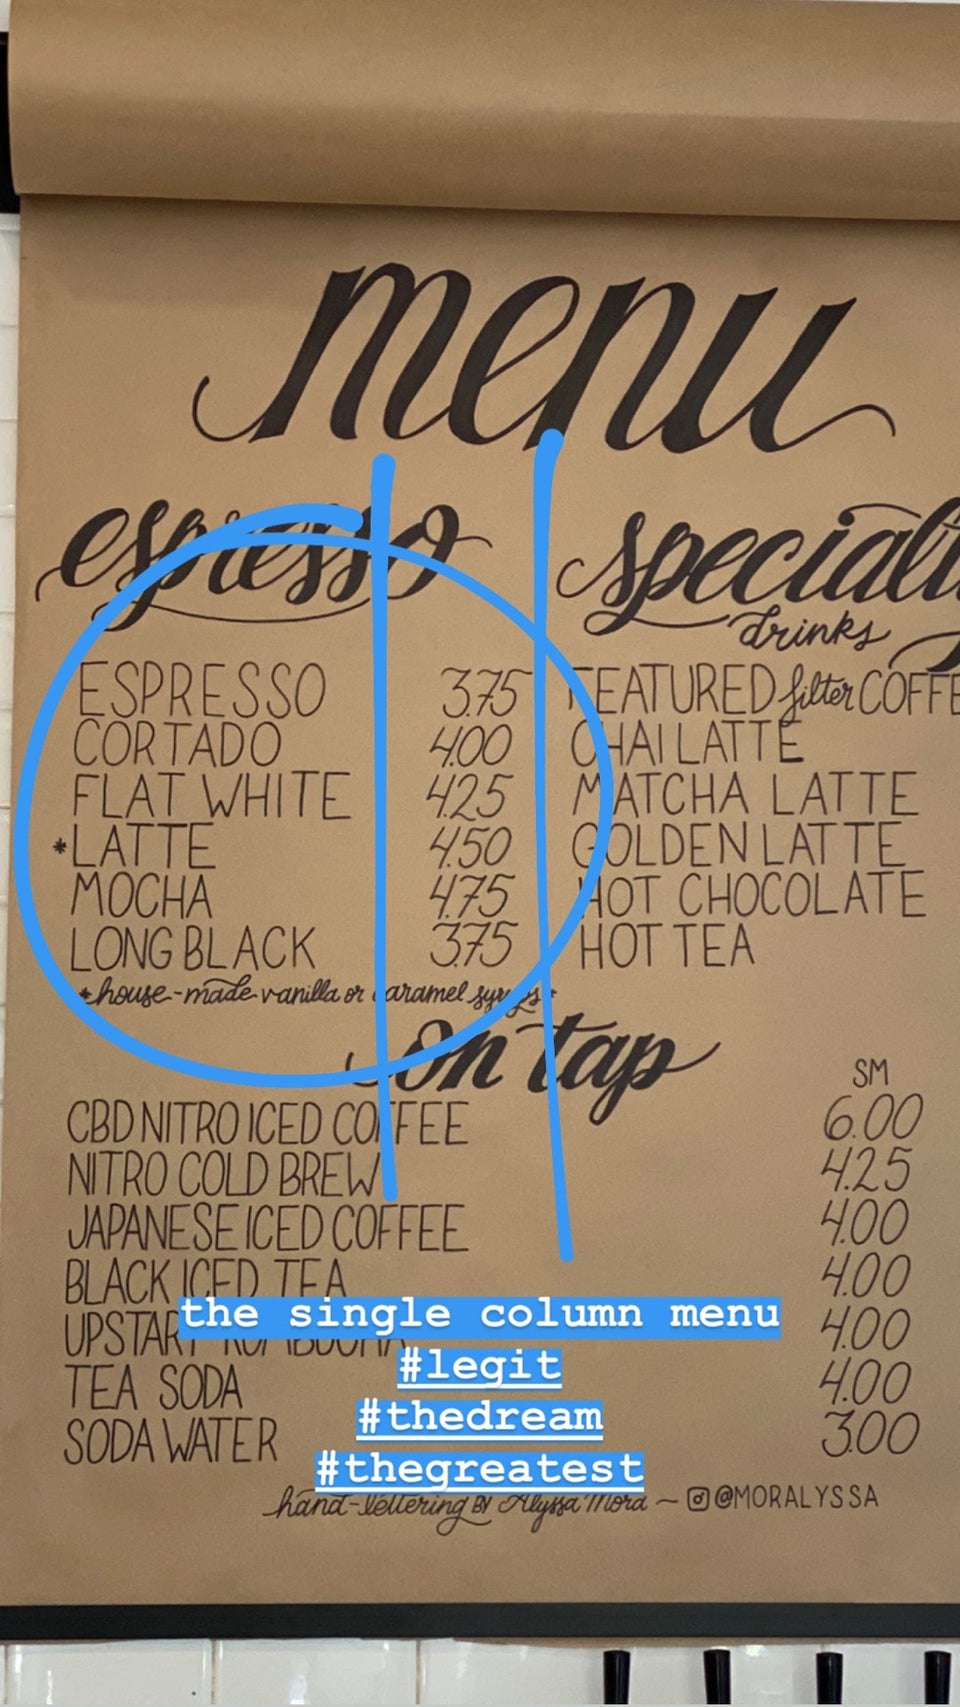 menu
espresso
ESPRESSO 3.75
CORTADO 4.00
FLAT WHITE 4.25
*LATTE 4.50
MOCHA 4.75
LONG BLACK 3.75
*house-made vanilla or caramel syrups*
speciality
drinks
FEATURED filter COFFE
CHAI LATTE
MATCHA LATTE
GOLDEN LATTE
HOT CHOCOLATE
HOT TEA
on tap
SM
CBD NITRO ICED COFFEE 6.00
NITRO COLD BREW 4.25
JAPANESE ICED COFFEE 4.00
BLACK ICED TEA 4.00
UPSTART KOMBUCHA 4.00
TEA SODA 4.00
SODA WATER 3.00
the single column menu
#legit
#thedream
#thegreatest
hand-lettering BY Alyssa Mora ~ @MORALYSSA